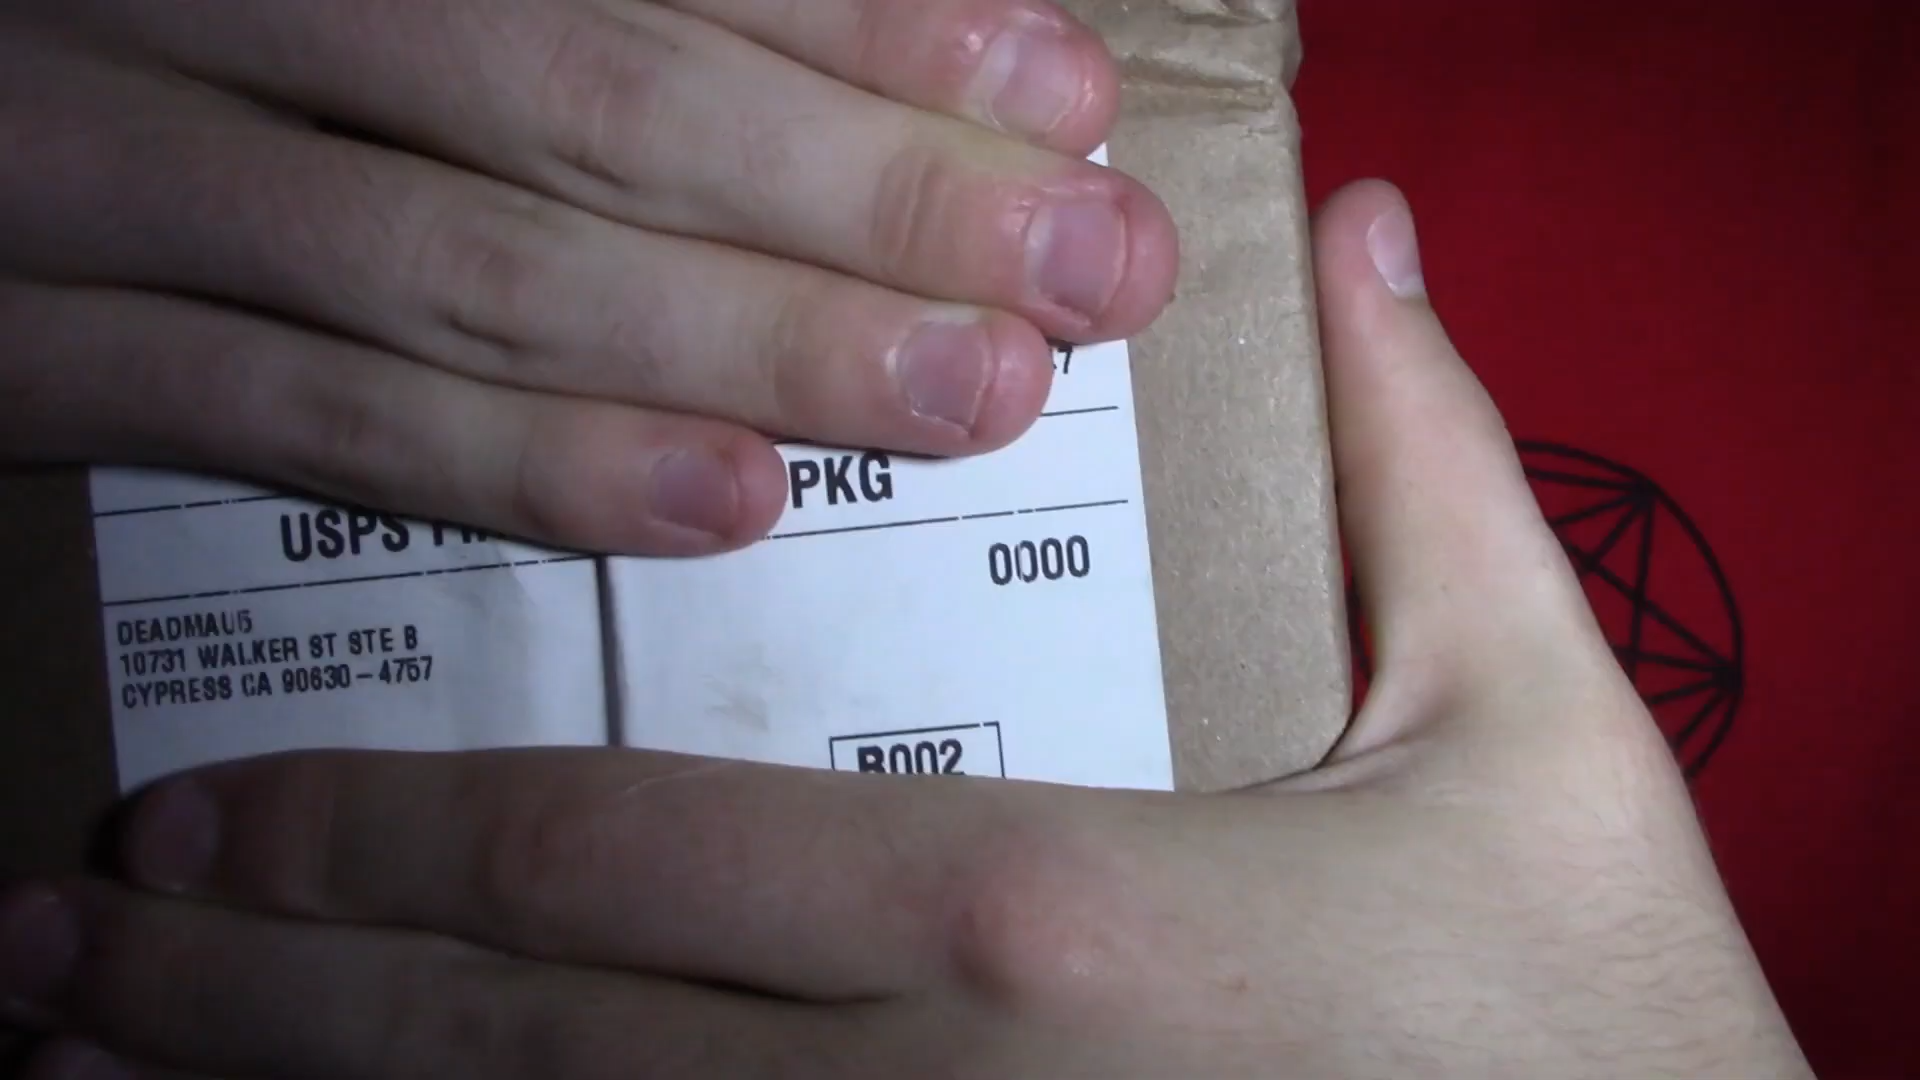 PKG
USPS
0000
DEADMAU5
10731 WALKER ST STE B
CYPRESS CA 90630-4757
B002